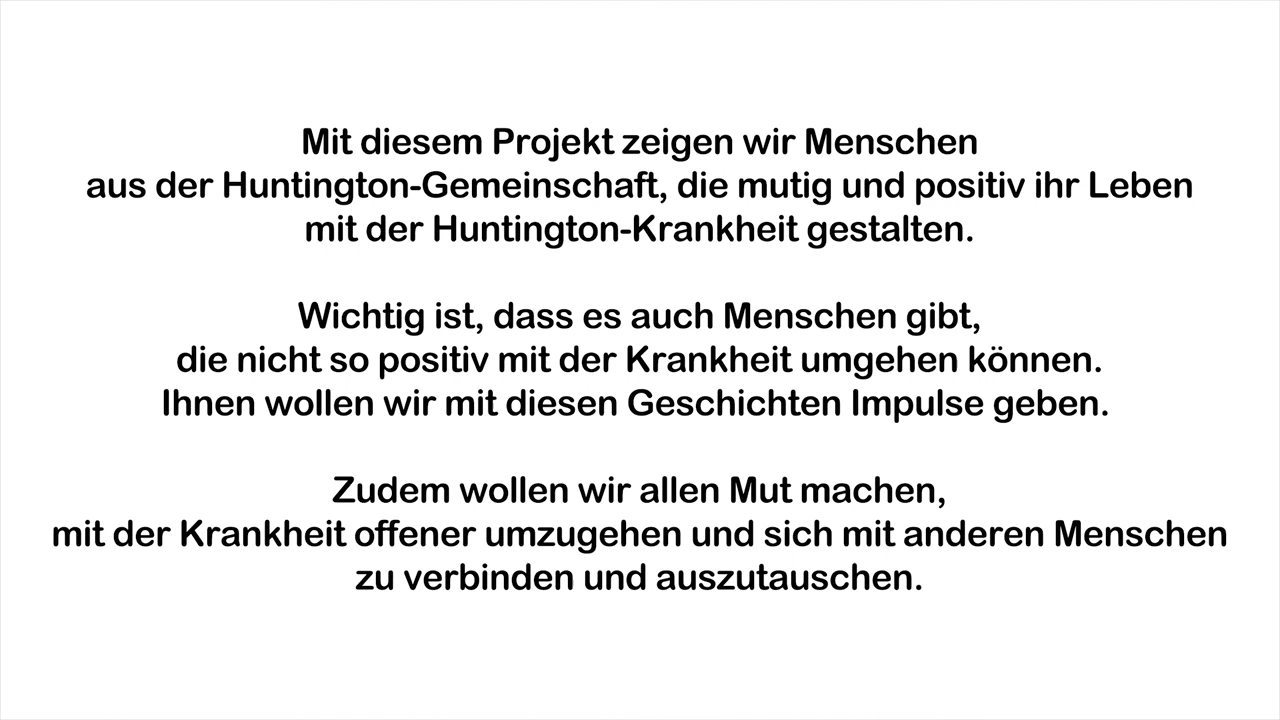 Mit diesem Projekt zeigen wir Menschen
aus der Huntington-Gemeinschaft, die mutig und positiv ihr Leben
mit der Huntington-Krankheit gestalten.
Wichtig ist, dass es auch Menschen gibt,
die nicht so positiv mit der Krankheit umgehen können.
Ihnen wollen wir mit diesen Geschichten Impulse geben.
Zudem wollen wir allen Mut machen,
mit der Krankheit offener umzugehen und sich mit anderen Menschen
zu verbinden und auszutauschen.